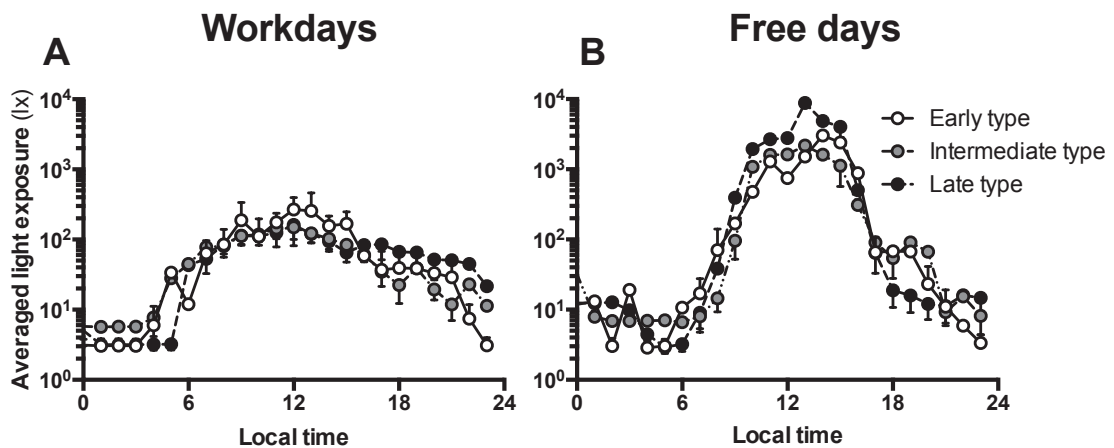 Workdays
Free days
A
B
Averaged light exposure (lx)
10⁴
10³
10²
10¹
10⁰
0
6
12
18
24
Local time
10⁴
10³
10²
10¹
10⁰
0
6
12
18
24
Local time
Early type
Intermediate type
Late type